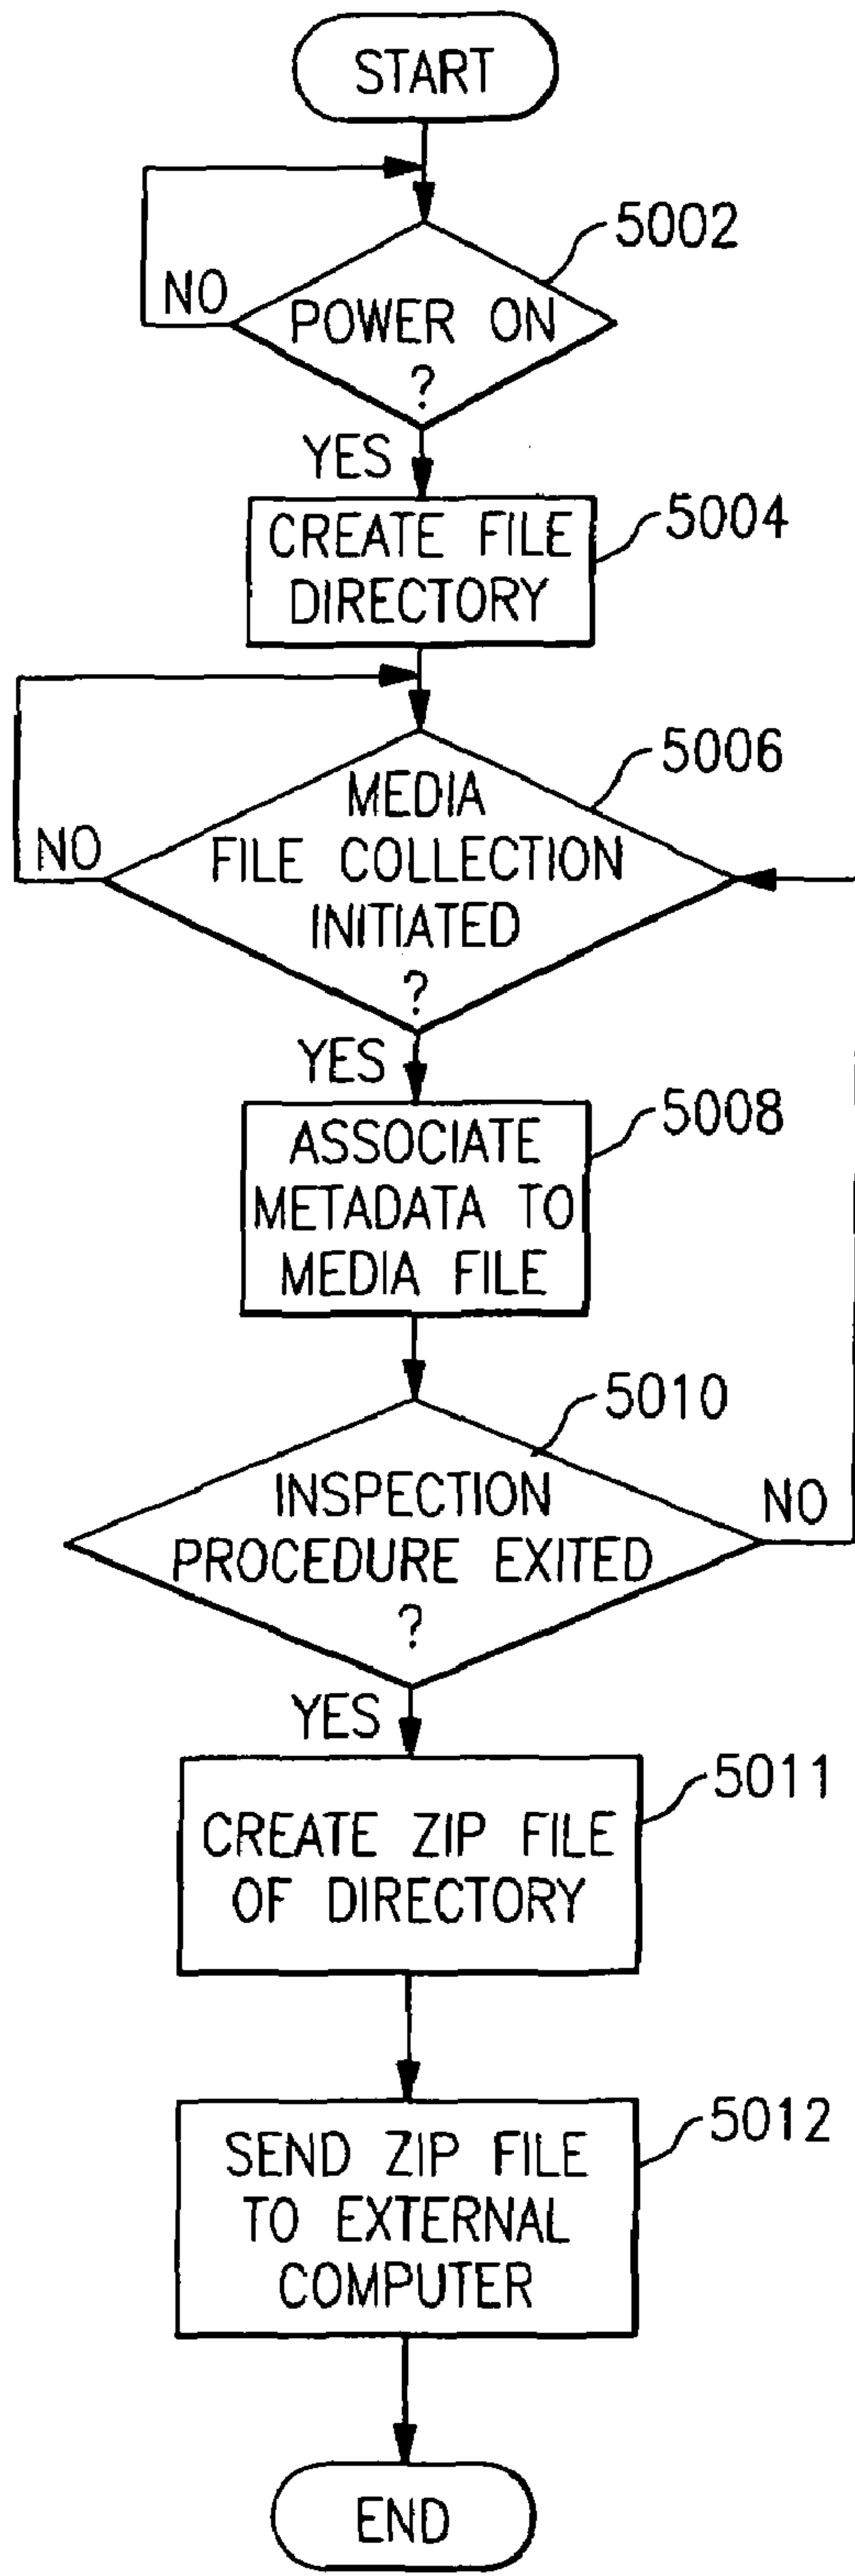 START
5002
NO
POWER ON
?
YES
5004
CREATE FILE
DIRECTORY
5006
MEDIA
NO
FILE COLLECTION
INITIATED
?
YES
5008
ASSOCIATE
METADATA TO
MEDIA FILE
5010
INSPECTION
NO
PROCEDURE EXITED
?
YES
5011
CREATE ZIP FILE
OF DIRECTORY
5012
SEND ZIP FILE
TO EXTERNAL
COMPUTER
END